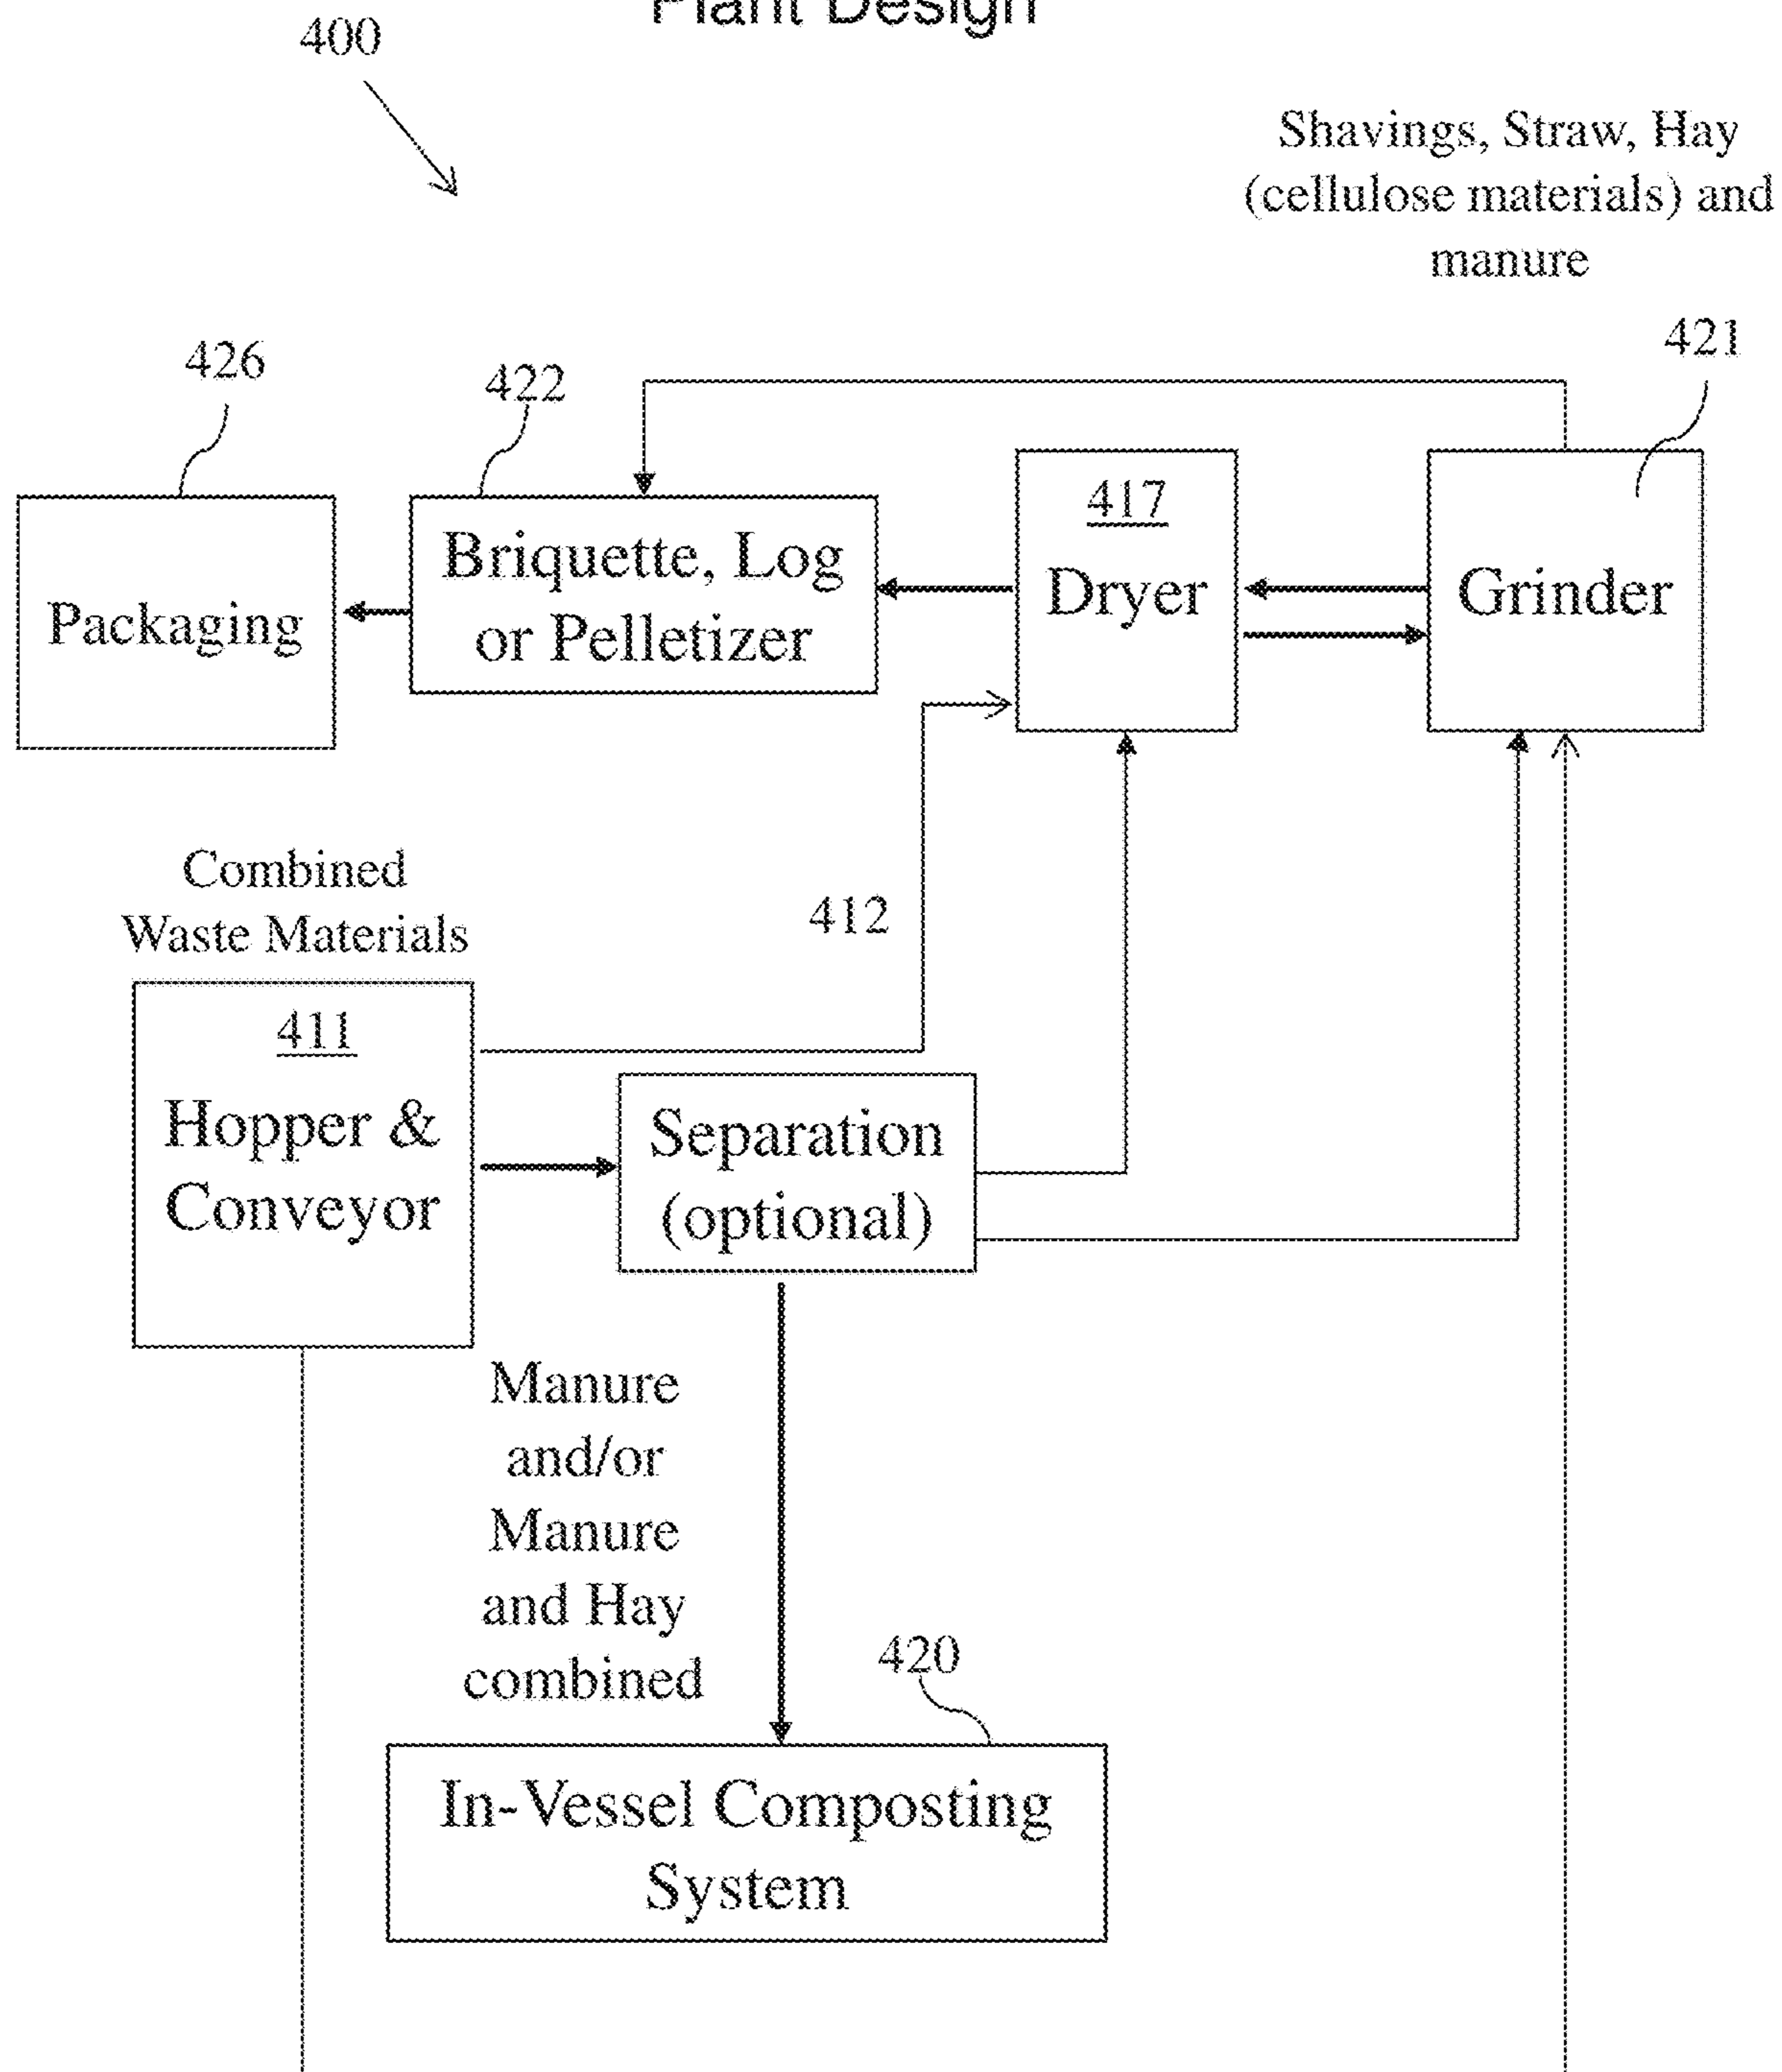 Plant Design
400
Shavings, Straw, Hay
(cellulose materials) and
manure
421
426
422
417
Briquette, Log
or Pelletizer
Dryer
Grinder
Packaging
Combined
Waste Materials
412
411
Hopper &
Conveyor
Separation
(optional)
Manure
and/or
Manure
and Hay
combined
420
In-Vessel Composting
System